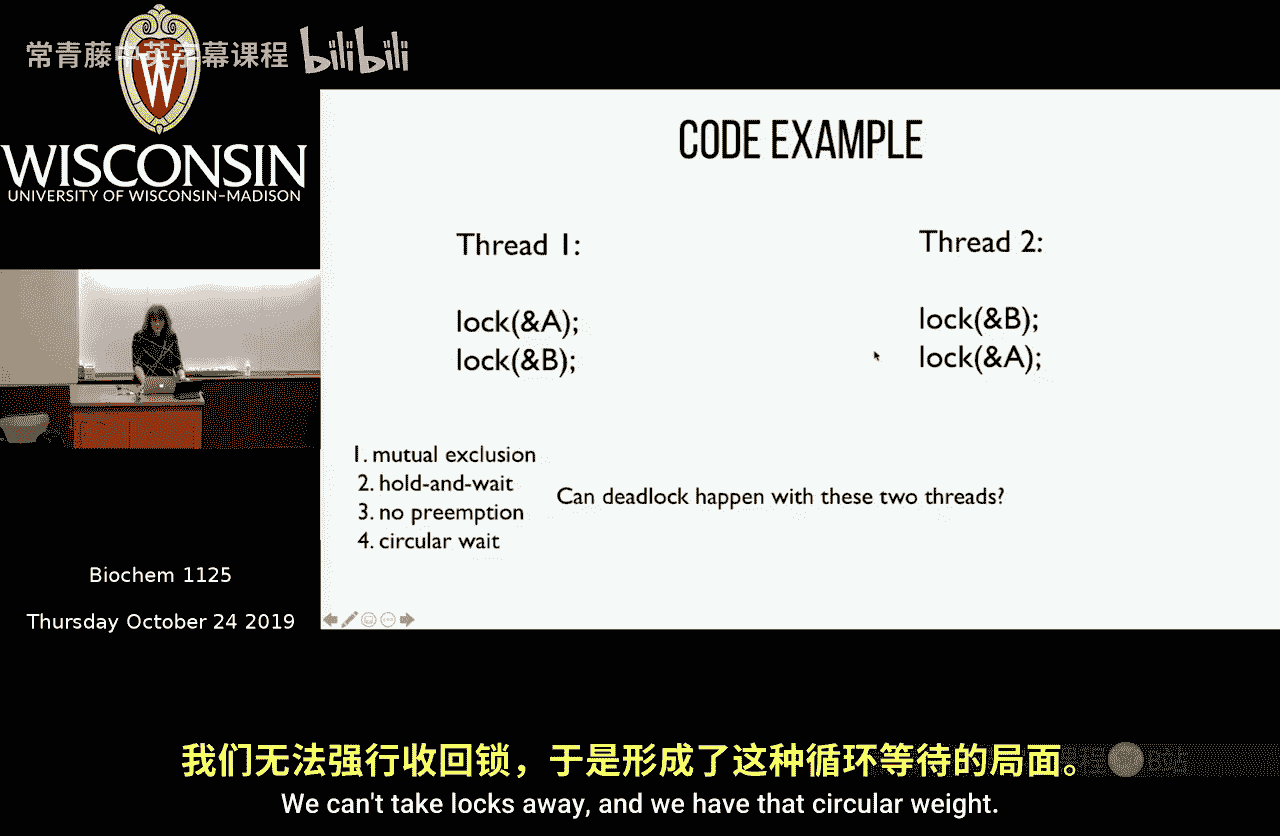 常青藤中英字幕课程 bilibili
W
WISCONSIN
UNIVERSITY OF WISCONSIN-MADISON
CODE EXAMPLE
Thread 1:
lock(&A);
lock(&B);
Thread 2:
lock(&B);
lock(&A);
1. mutual exclusion
2. hold-and-wait
3. no preemption
4. circular wait
Can deadlock happen with these two threads?
Biochem 1125
Thursday October 24 2019
我们无法强行收回锁，于是形成了这种循环等待的局面。
We can't take locks away, and we have that circular weight.